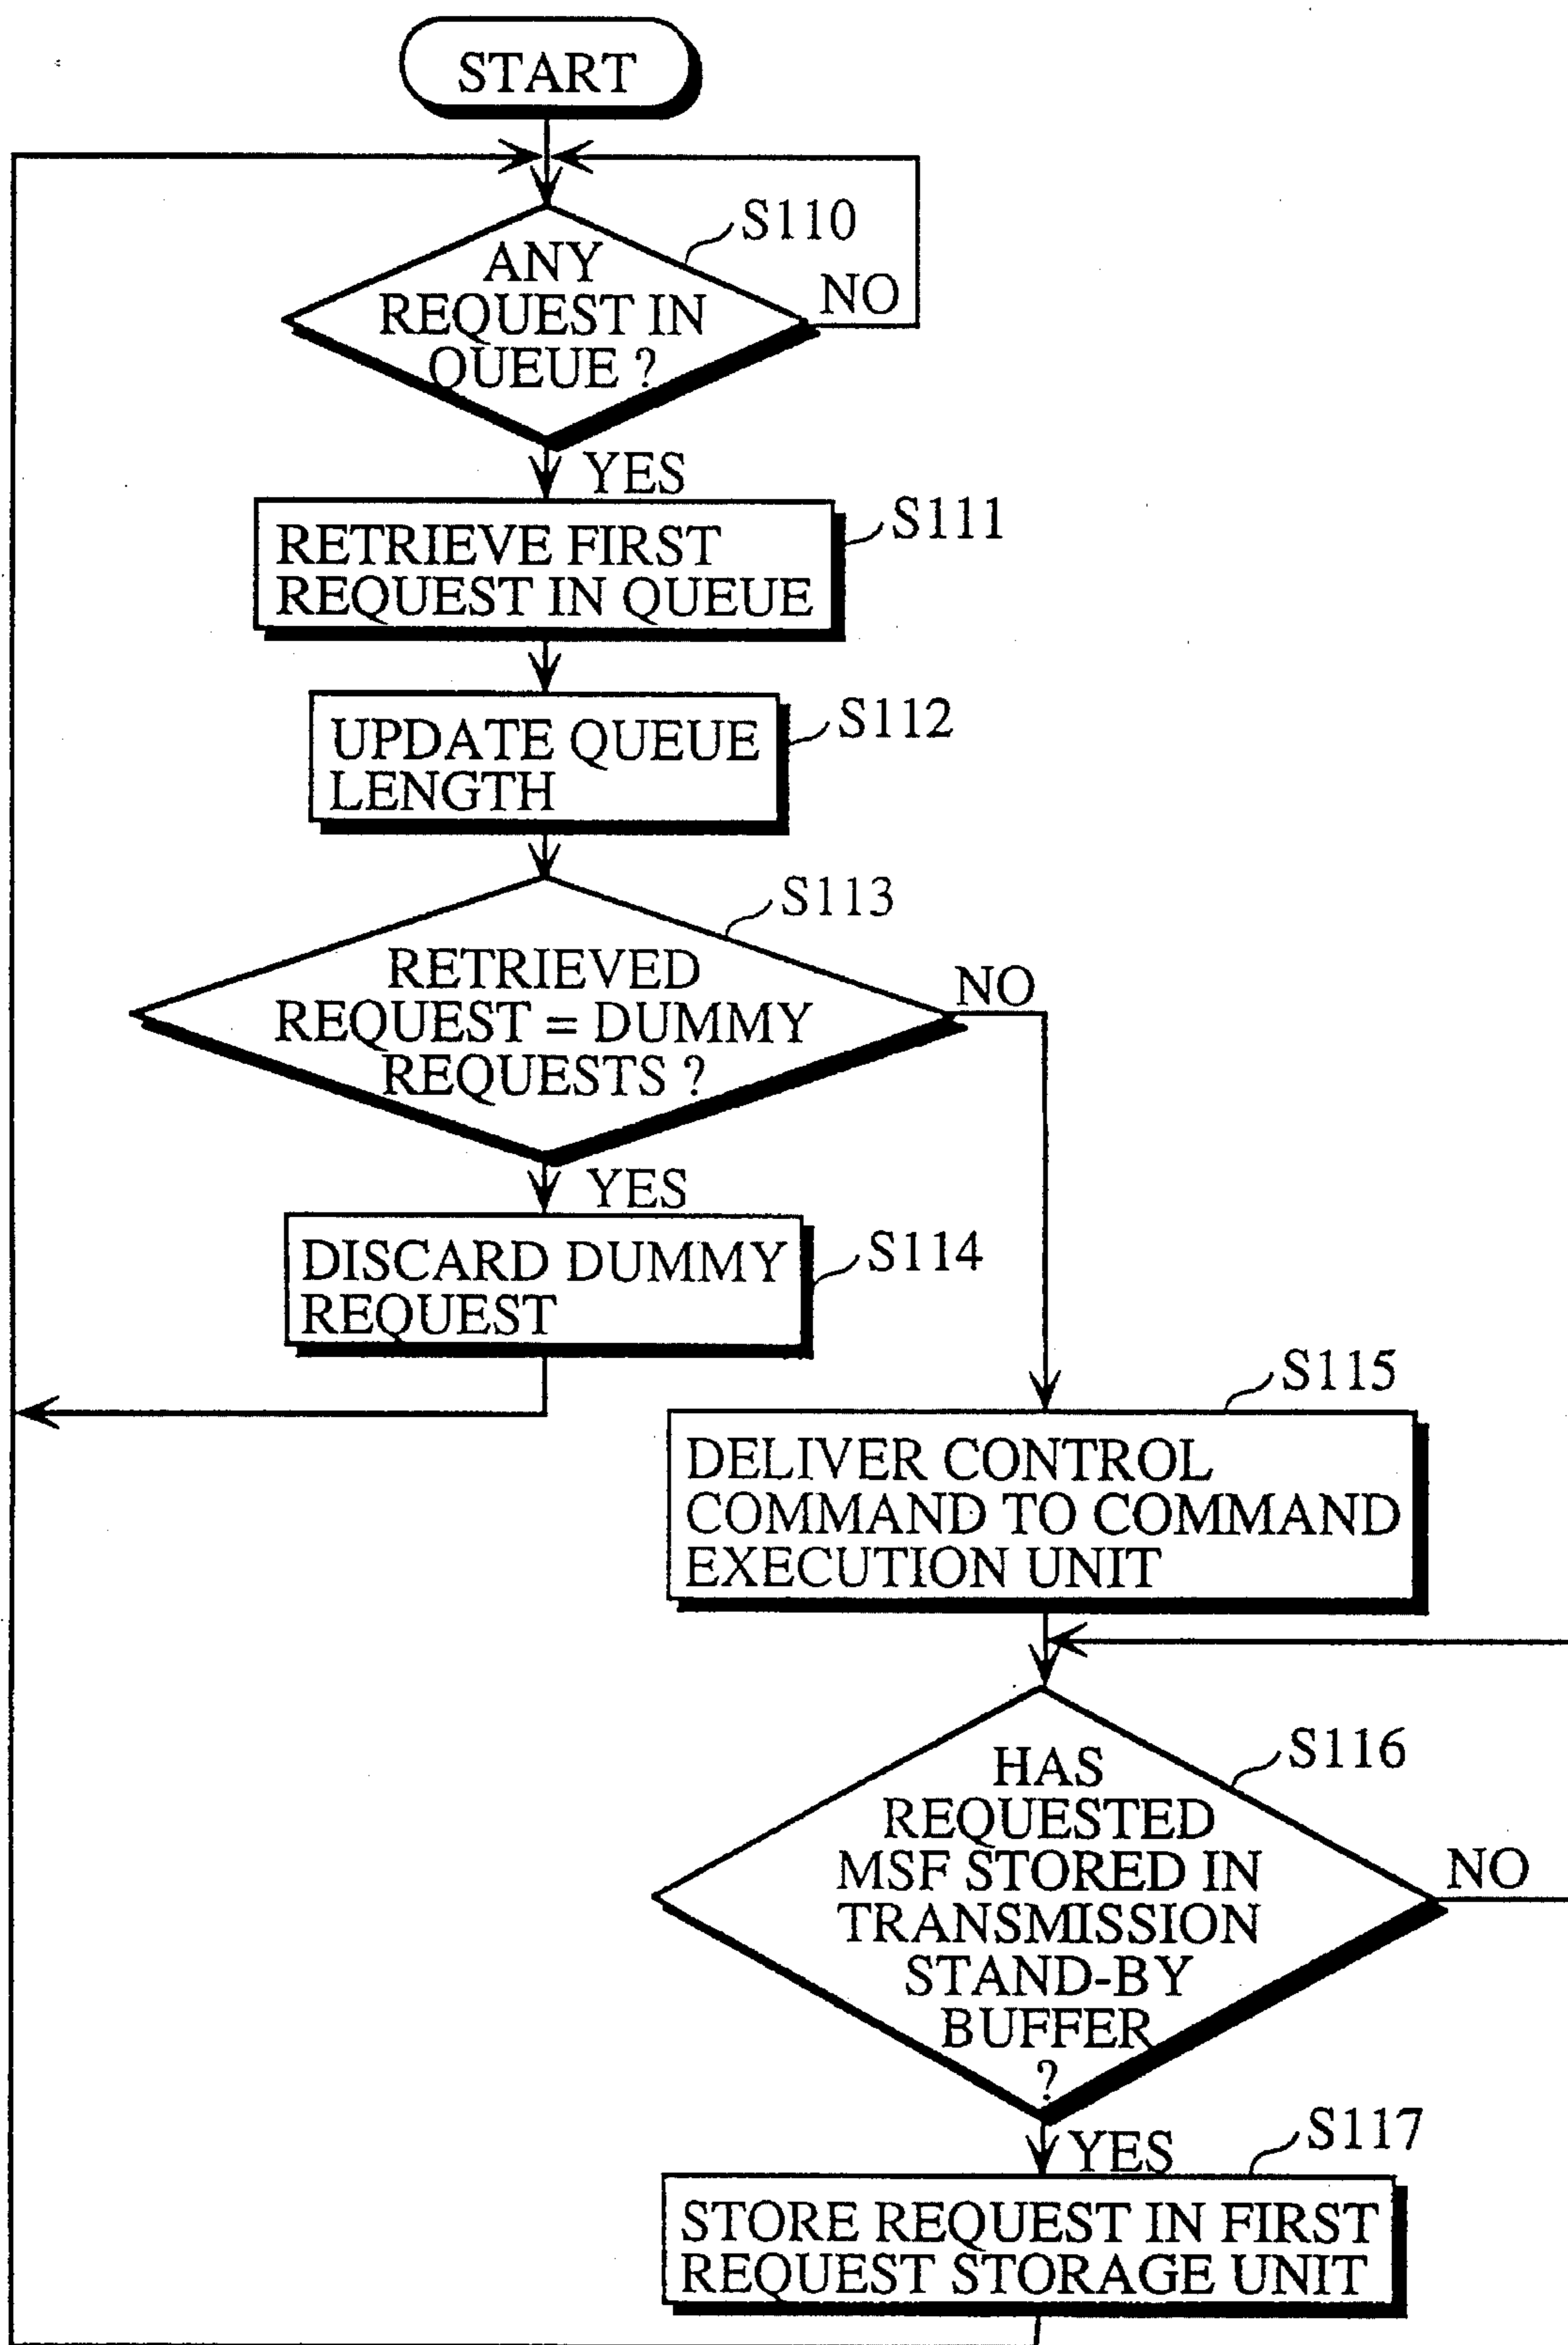 START
S110
ANY
REQUEST IN
QUEUE ?
NO
YES
S111
RETRIEVE FIRST
REQUEST IN QUEUE
S112
UPDATE QUEUE
LENGTH
S113
RETRIEVED
REQUEST = DUMMY
REQUESTS ?
NO
YES
S114
DISCARD DUMMY
REQUEST
S115
DELIVER CONTROL
COMMAND TO COMMAND
EXECUTION UNIT
S116
HAS
REQUESTED
MSF STORED IN
TRANSMISSION
STAND-BY
BUFFER
?
NO
YES
S117
STORE REQUEST IN FIRST
REQUEST STORAGE UNIT